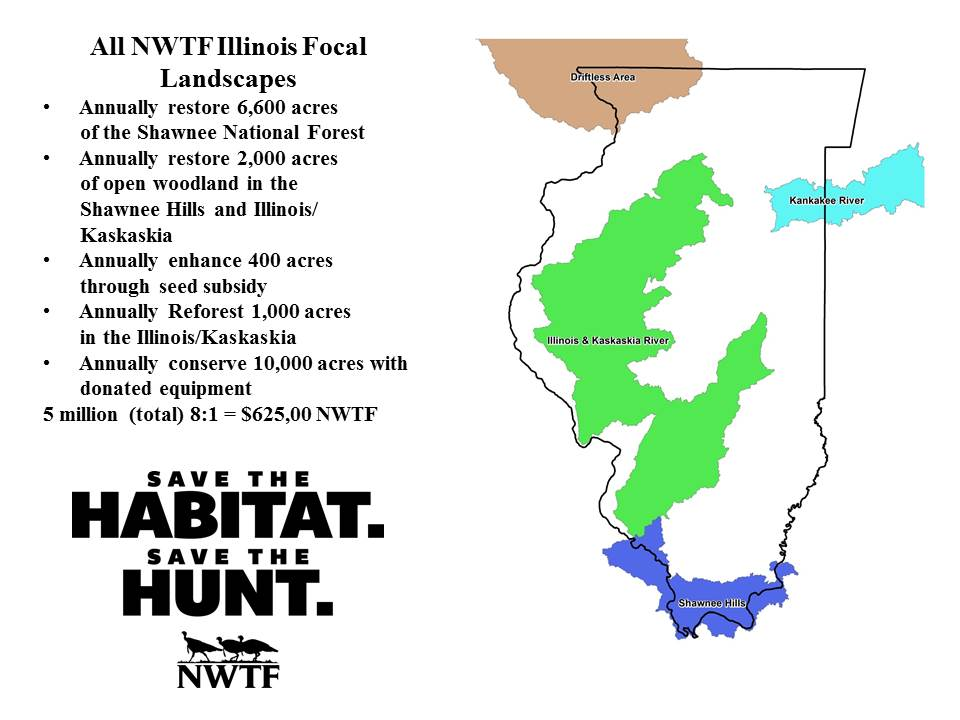 All NWTF Illinois Focal
Landscapes
• Annually restore 6,600 acres
of the Shawnee National Forest
• Annually restore 2,000 acres
of open woodland in the
Shawnee Hills and Illinois/
Kaskaskia
• Annually enhance 400 acres
through seed subsidy
• Annually Reforest 1,000 acres
in the Illinois/Kaskaskia
• Annually conserve 10,000 acres with
donated equipment
5 million (total) 8:1 = $625,00 NWTF
SAVE THE
HABITAT.
SAVE THE
HUNT.
NWTF
Driftless Area
Kankakee River
Illinois & Kaskaskia River
Shawnee Hills